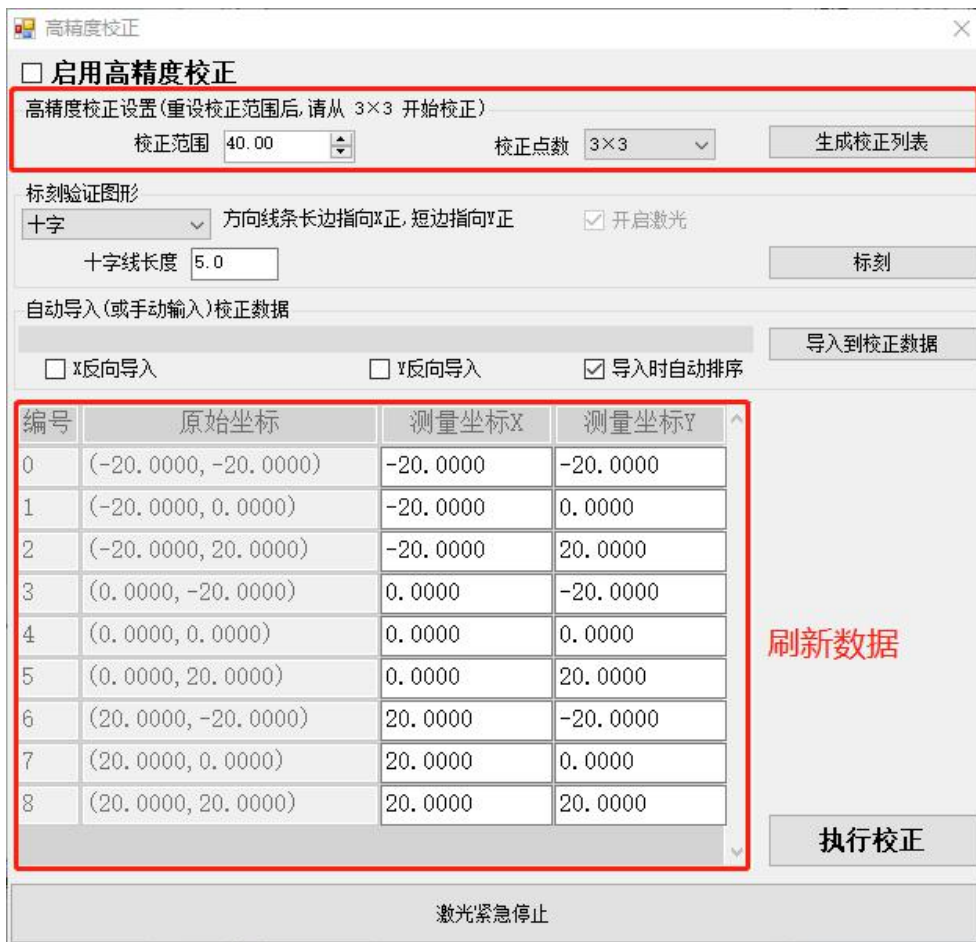 高精度校正
启用高精度校正
高精度校正设置(重设校正范围后,请从 3×3 开始校正)
校正范围 40.00 校正点数 3×3 生成校正列表
标刻验证图形
十字 方向线条长边指向X正,短边指向Y正 开启激光
十字线长度 5.0 标刻
自动导入(或手动输入)校正数据
导入到校正数据
X反向导入 Y反向导入 导入时自动排序
编号 原始坐标 测量坐标X 测量坐标Y
0 (-20.0000, -20.0000) -20.0000 -20.0000
1 (-20.0000, 0.0000) -20.0000 0.0000
2 (-20.0000, 20.0000) -20.0000 20.0000
3 (0.0000, -20.0000) 0.0000 -20.0000
4 (0.0000, 0.0000) 0.0000 0.0000
刷新数据
5 (0.0000, 20.0000) 0.0000 20.0000
6 (20.0000, -20.0000) 20.0000 -20.0000
7 (20.0000, 0.0000) 20.0000 0.0000
8 (20.0000, 20.0000) 20.0000 20.0000
执行校正
激光紧急停止